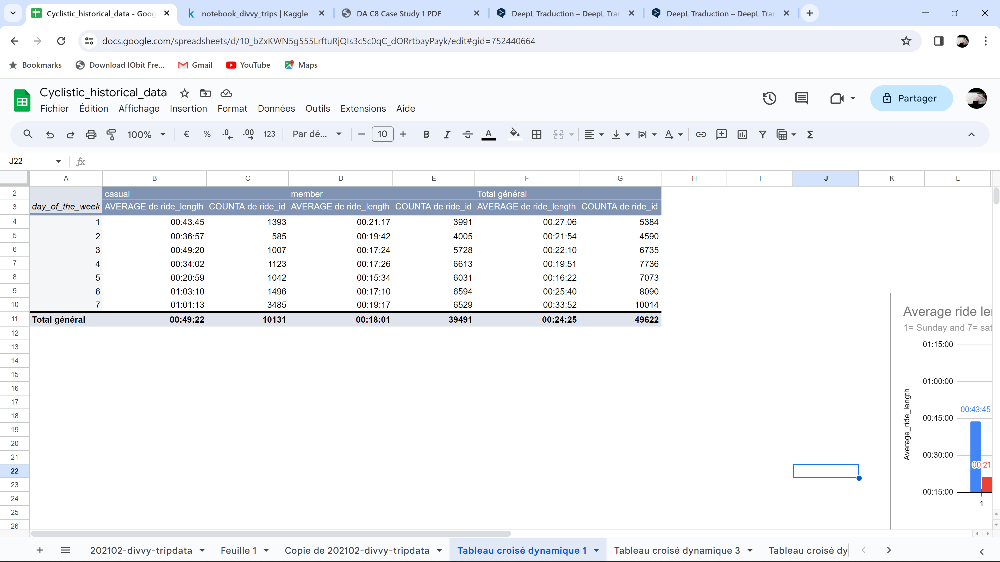 Cyclistic_historical_data - Goog
notebook_divvy_trips | Kaggle
DA C8 Case Study 1 PDF
DeepL Traduction – DeepL Tran
DeepL Traduction – DeepL Tran
docs.google.com/spreadsheets/d/10_bZxKWN5g555LrftuRjQIs3c5c0qC_dORrtbayPayk/edit#gid=752440664
Bookmarks Download IObit Fre... Gmail YouTube Maps
Cyclistic_historical_data
Partager
Fichier Édition Affichage Insertion Format Données Outils Extensions Aide
100% € % .0 .00 123 Par dé... 10 B I A
J22 fx
A B C D E F G H I J K L
2 casual member Total général
3 day_of_the_week AVERAGE de ride_length COUNTA de ride_id AVERAGE de ride_length COUNTA de ride_id AVERAGE de ride_length COUNTA de ride_id
4 1 00:43:45 1393 00:21:17 3991 00:27:06 5384
5 2 00:36:57 585 00:19:42 4005 00:21:54 4590
6 3 00:49:20 1007 00:17:24 5728 00:22:10 6735
7 4 00:34:02 1123 00:17:26 6613 00:19:51 7736
8 5 00:20:59 1042 00:15:34 6031 00:16:22 7073
9 6 01:03:10 1496 00:17:10 6594 00:25:40 8090
10 7 01:01:13 3485 00:19:17 6529 00:33:52 10014
11 Total général 00:49:22 10131 00:18:01 39491 00:24:25 49622
12
13
14
15
16
17
18
19
20
21
22
23
24
25
26
Average ride le
1= Sunday and 7= sat
01:15:00
01:00:00
00:45:00
00:30:00
00:15:00
Average_ride_length
00:43:45
00:21
1
202102-divvy-tripdata Feuille 1 Copie de 202102-divvy-tripdata Tableau croisé dynamique 1 Tableau croisé dynamique 3 Tableau croisé dy